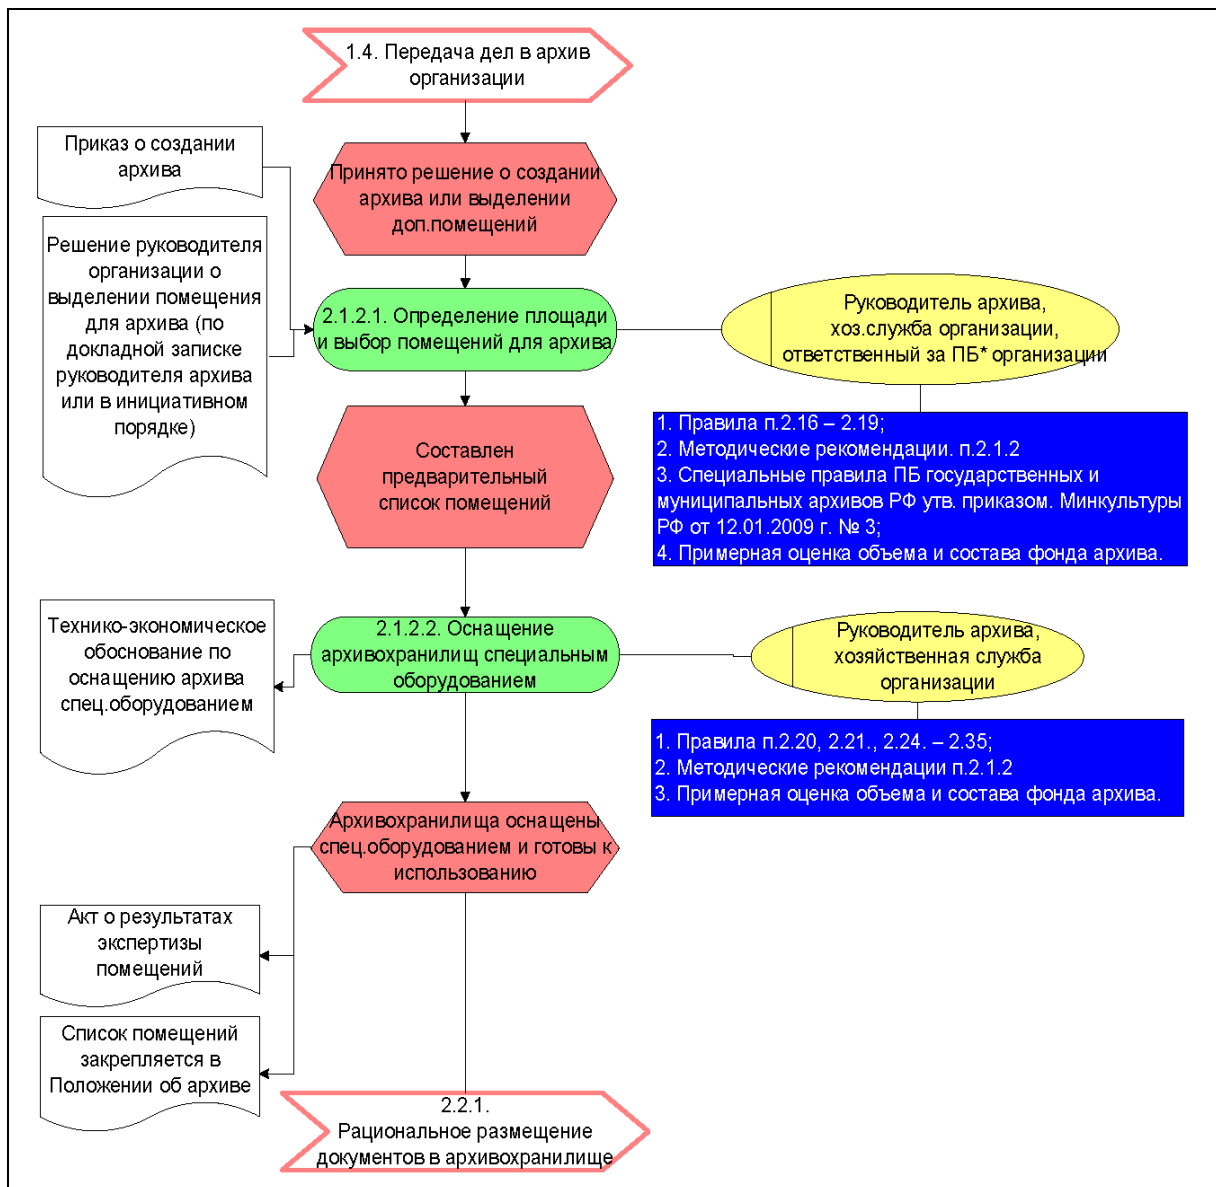 1.4. Передача дел в архив
организации
Приказ о создании
архива
Принято решение о создании
архива или выделении
доп.помещений
Решение руководителя
организации о
выделении помещения
для архива (по
докладной записке
руководителя архива
или в инициативном
порядке)
2.1.2.1. Определение площади
и выбор помещений для архива
Руководитель архива,
хоз.служба организации,
ответственный за ПБ* организации
1. Правила п.2.16 – 2.19;
2. Методические рекомендации. п.2.1.2
3. Специальные правила ПБ государственных и
муниципальных архивов РФ утв. приказом. Минкультуры
РФ от 12.01.2009 г. № 3;
4. Примерная оценка объема и состава фонда архива.
Составлен
предварительный
список помещений
Технико-экономическое
обоснование по
оснащению архива
спец.оборудованием
2.1.2.2. Оснащение
архивохранилищ специальным
оборудованием
Руководитель архива,
хозяйственная служба
организации
1. Правила п.2.20, 2.21., 2.24. – 2.35;
2. Методические рекомендации п.2.1.2
3. Примерная оценка объема и состава фонда архива.
Архивохранилища оснащены
спец.оборудованием и готовы к
использованию
Акт о результатах
экспертизы
помещений
Список помещений
закрепляется в
Положении об архиве
2.2.1.
Рациональное размещение
документов в архивохранилище